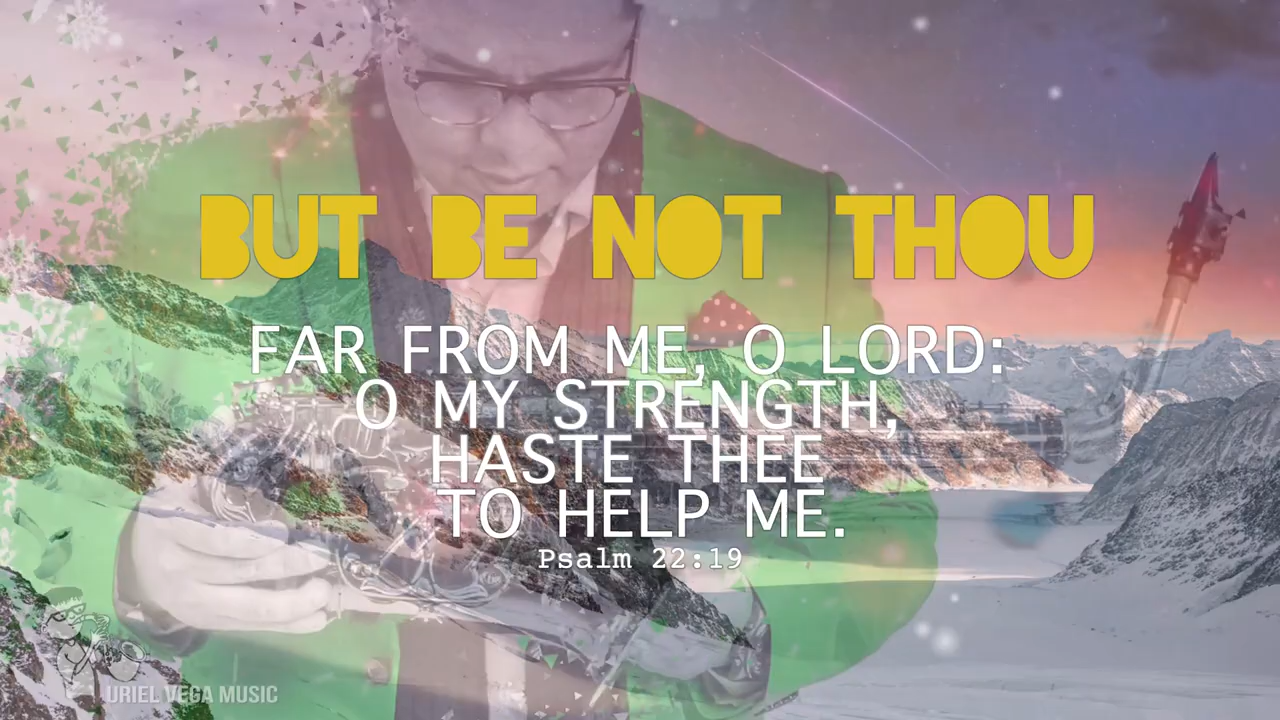 BUT BE NOT THOU
FAR FROM ME, O LORD:
O MY STRENGTH,
HASTE THEE
TO HELP ME.
Psalm 22:19
URIEL VEGA MUSIC